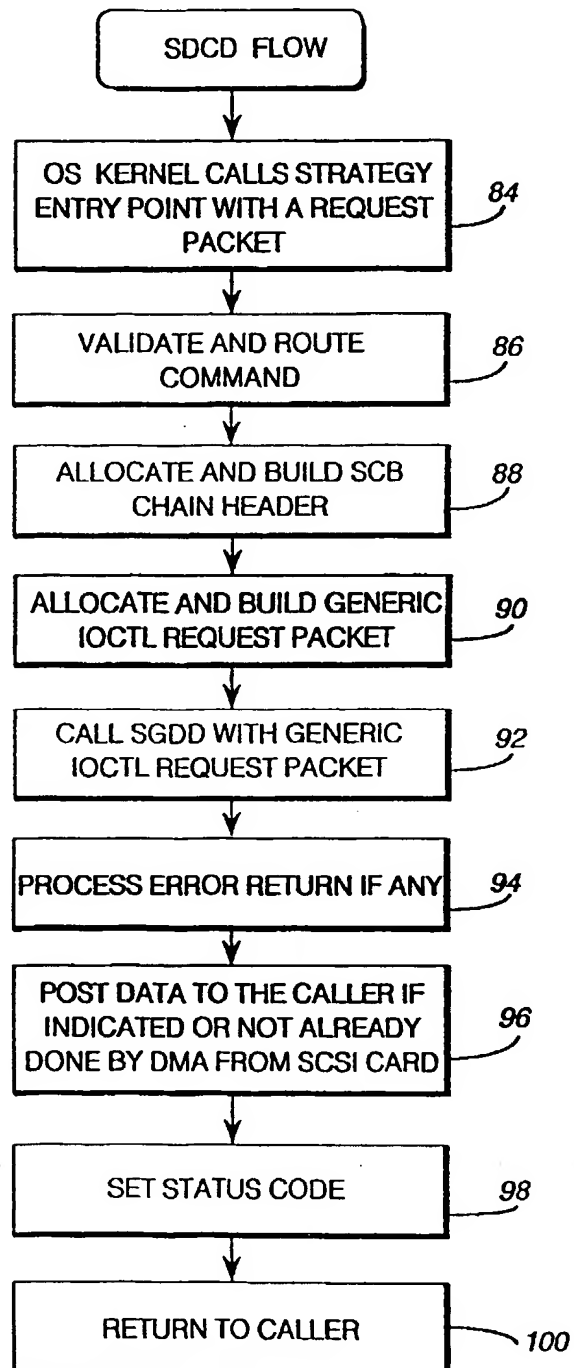 SDCD FLOW
OS KERNEL CALLS STRATEGY
ENTRY POINT WITH A REQUEST
PACKET
84
VALIDATE AND ROUTE
COMMAND
86
ALLOCATE AND BUILD SCB
CHAIN HEADER
88
ALLOCATE AND BUILD GENERIC
IOCTL REQUEST PACKET
90
CALL SGDD WITH GENERIC
IOCTL REQUEST PACKET
92
PROCESS ERROR RETURN IF ANY
94
POST DATA TO THE CALLER IF
INDICATED OR NOT ALREADY
DONE BY DMA FROM SCSI CARD
96
SET STATUS CODE
98
RETURN TO CALLER
100